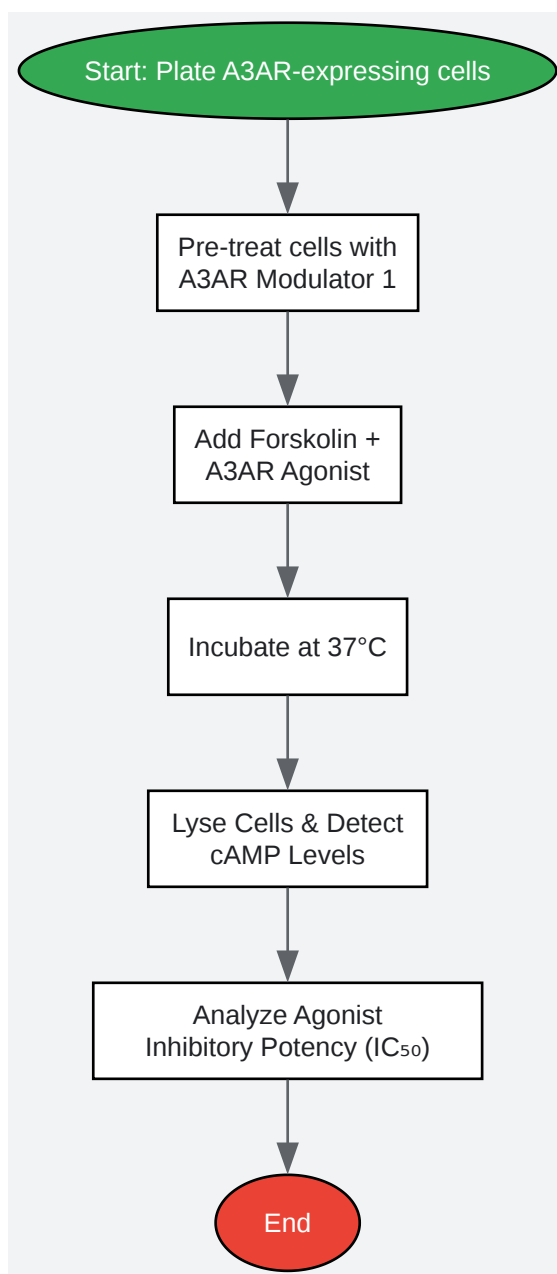 Start: Plate A3AR-expressing cells
Pre-treat cells with
A3AR Modulator 1
Add Forskolin +
A3AR Agonist
Incubate at 37°C
Lyse Cells & Detect
cAMP Levels
Analyze Agonist
Inhibitory Potency (IC₅₀)
End